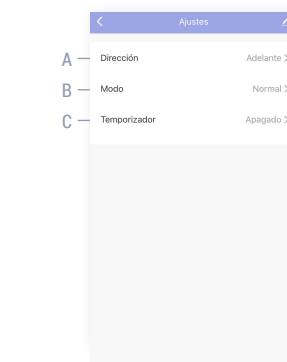 Ajustes
A Dirección Adelante
B Modo Normal
C Temporizador Apagado